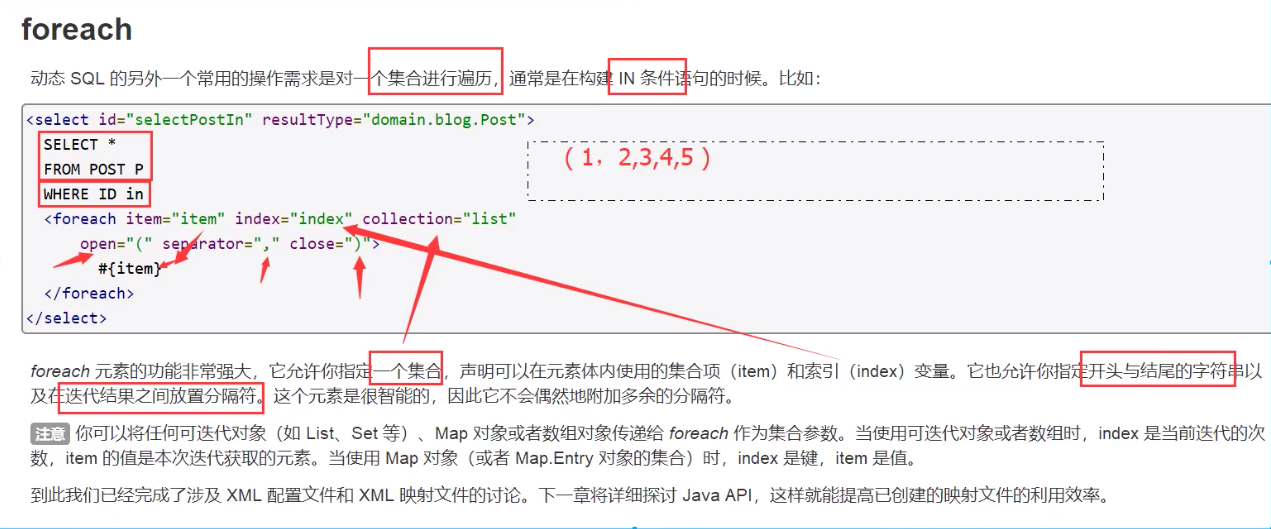 foreach
动态 SQL 的另外一个常用的操作需求是对一个集合进行遍历，通常是在构建 IN 条件语句的时候。比如：
<select id="selectPostIn" resultType="domain.blog.Post">
SELECT *
（1，2,3,4,5）
FROM POST P
WHERE ID in
<foreach item="item" index="index" collection="list"
open="(" separator="," close=")">
#{item}
</foreach>
</select>
foreach 元素的功能非常强大，它允许你指定一个集合，声明可以在元素体内使用的集合项（item）和索引（index）变量。它也允许你指定开头与结尾的字符串以
及在迭代结果之间放置分隔符。这个元素是很智能的，因此它不会偶然地附加多余的分隔符。
注意 你可以将任何可迭代对象（如 List、Set 等）、Map 对象或者数组对象传递给 foreach 作为集合参数。当使用可迭代对象或者数组时，index 是当前迭代的次
数，item 的值是本次迭代获取的元素。当使用 Map 对象（或者 Map.Entry 对象的集合）时，index 是键，item 是值。
到此我们已经完成了涉及 XML 配置文件和 XML 映射文件的讨论。下一章将详细探讨 Java API，这样就能提高已创建的映射文件的利用效率。